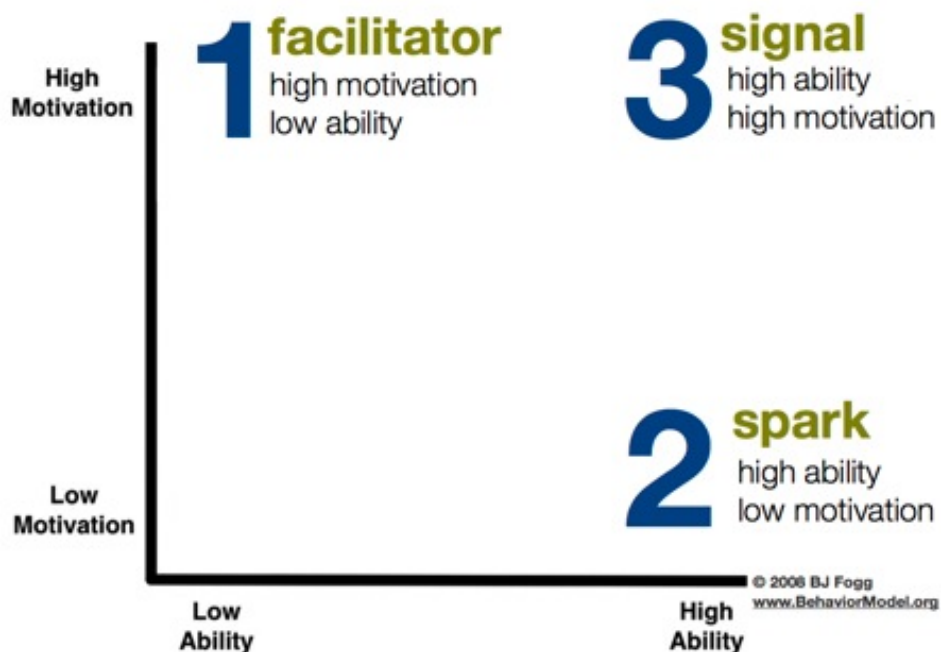 High
Motivation
1 facilitator
high motivation
low ability
3 signal
high ability
high motivation
2 spark
high ability
low motivation
Low
Motivation
© 2008 BJ Fogg
www.BehaviorModel.org
Low
Ability
High
Ability